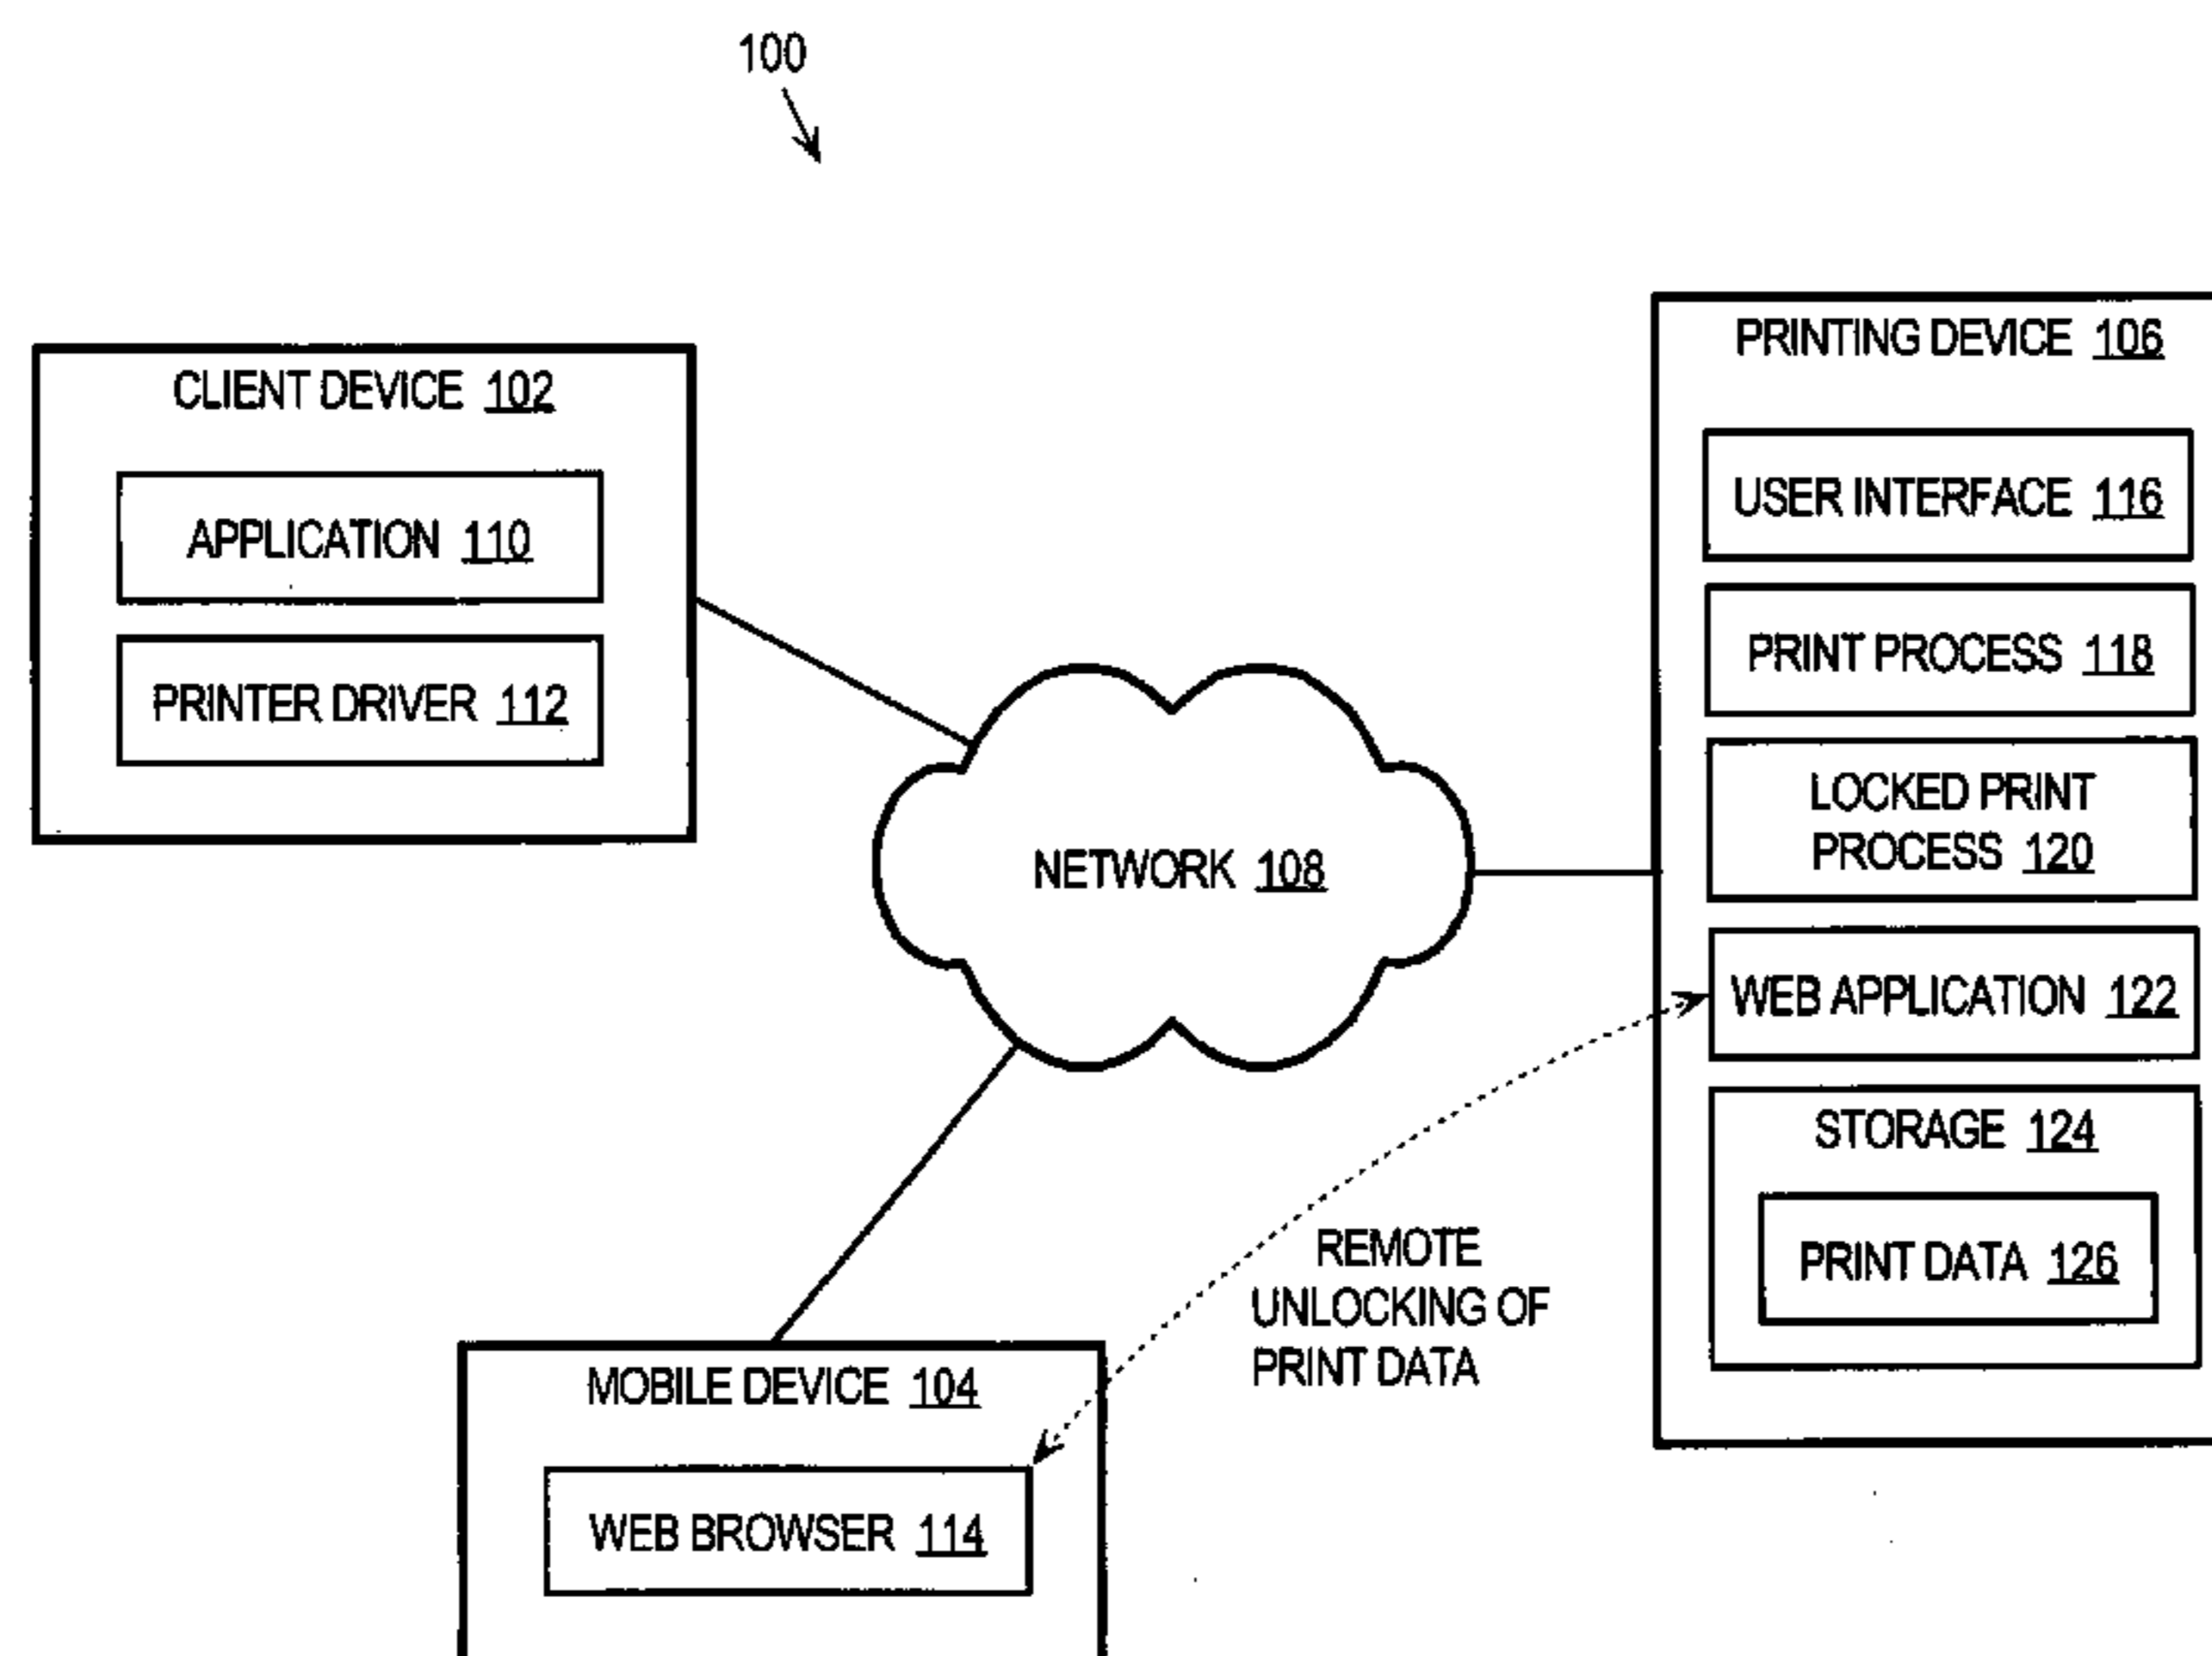 100
CLIENT DEVICE 102
APPLICATION 110
PRINTER DRIVER 112
NETWORK 108
PRINTING DEVICE 106
USER INTERFACE 116
PRINT PROCESS 118
LOCKED PRINT
PROCESS 120
WEB APPLICATION 122
STORAGE 124
PRINT DATA 126
REMOTE
UNLOCKING OF
PRINT DATA
MOBILE DEVICE 104
WEB BROWSER 114